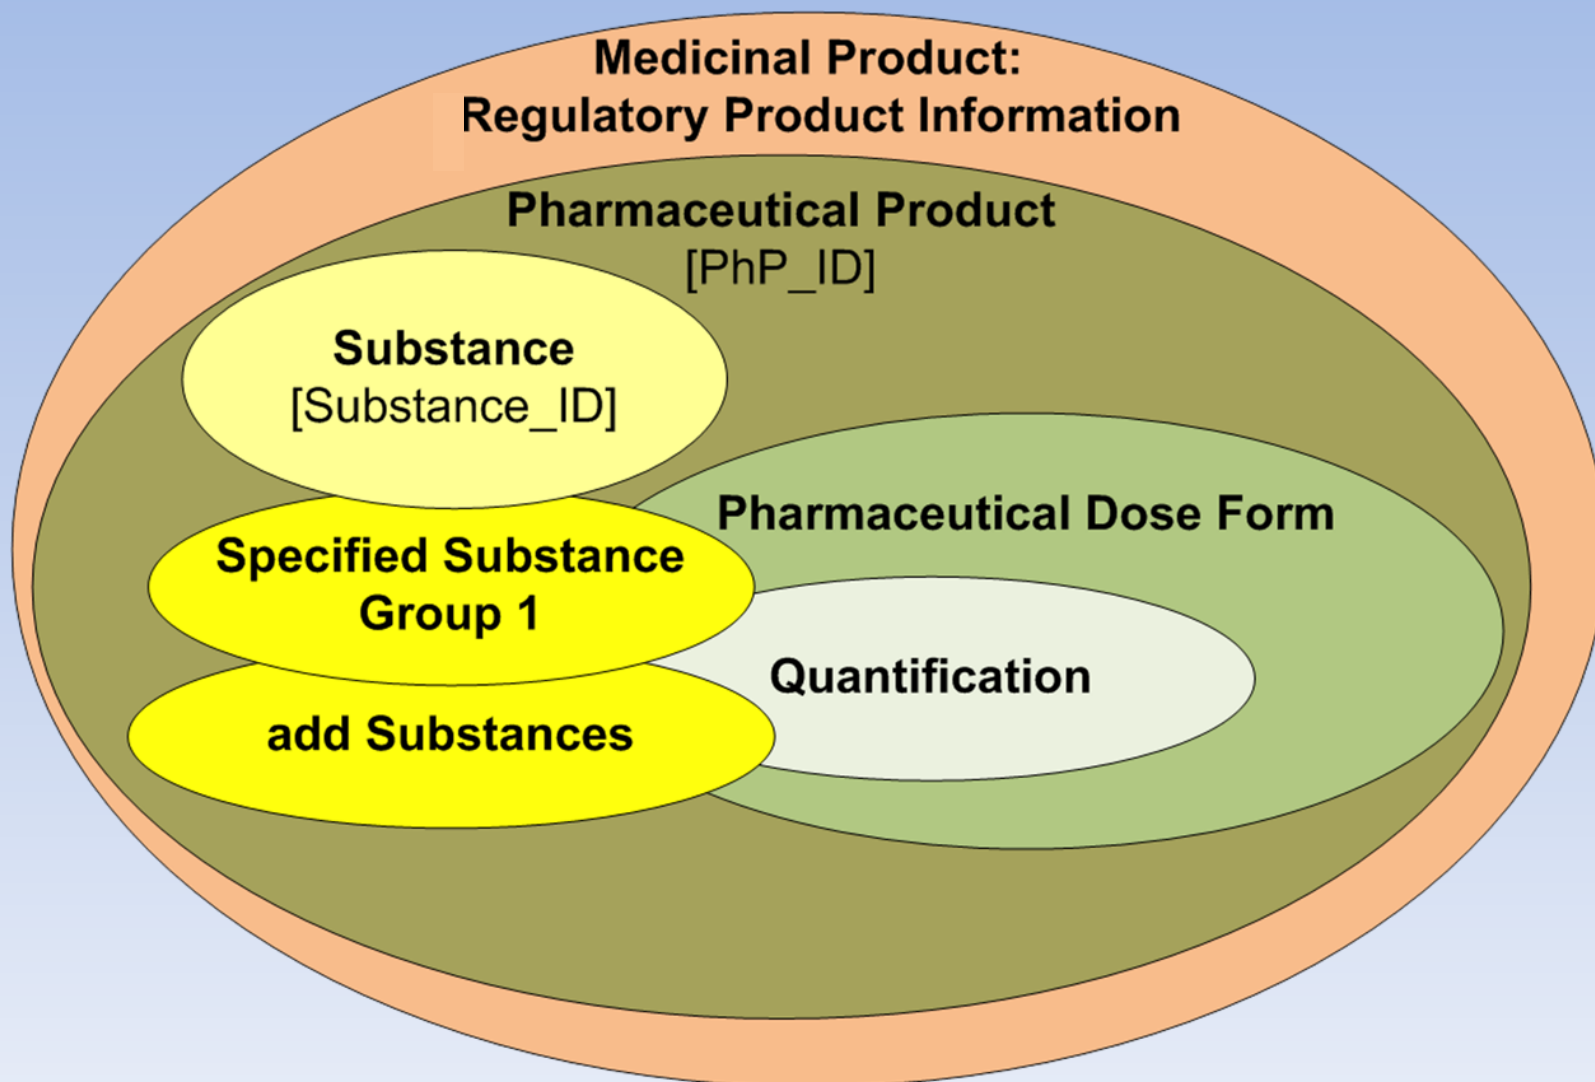 Medicinal Product:
Regulatory Product Information
Pharmaceutical Product
[PhP_ID]
Substance
[Substance_ID]
Pharmaceutical Dose Form
Specified Substance
Group 1
Quantification
add Substances